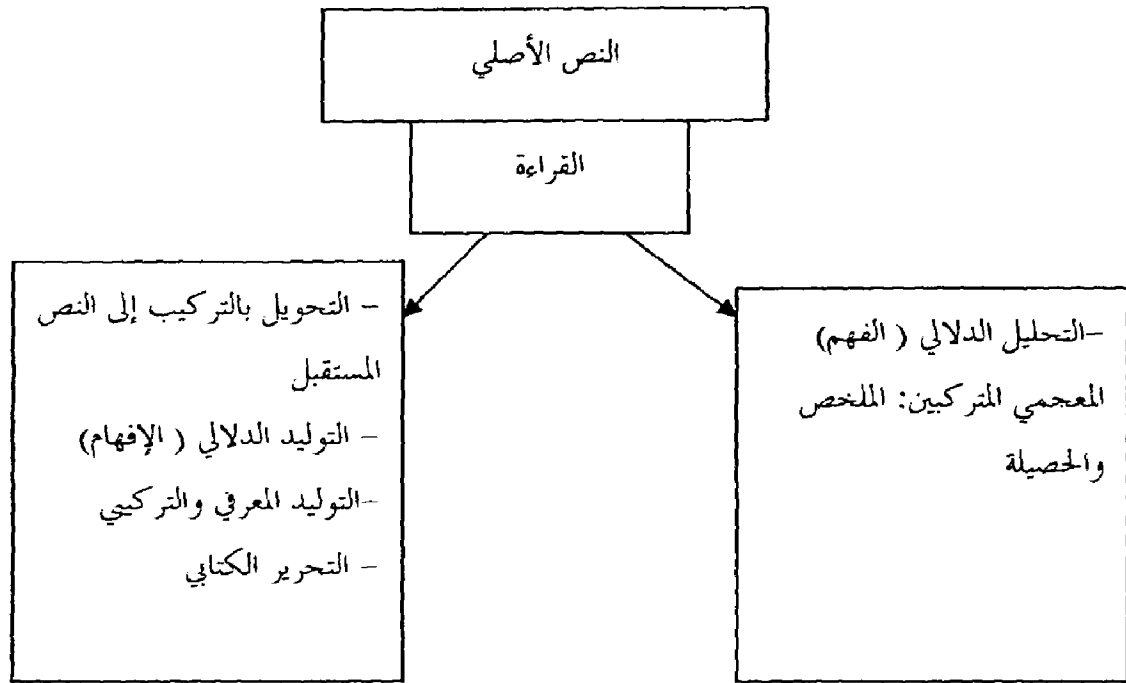 النص الأصلي
القراءة
-التحليل الدلالي ( الفهم)
المعجمي المتركبين: الملخص
والحصيلة
- التحويل بالتركيب إلى النص
المستقبل
- التوليد الدلالي ( الإفهام)
-التوليد المعرفي والتركيبي
- التحرير الكتابي